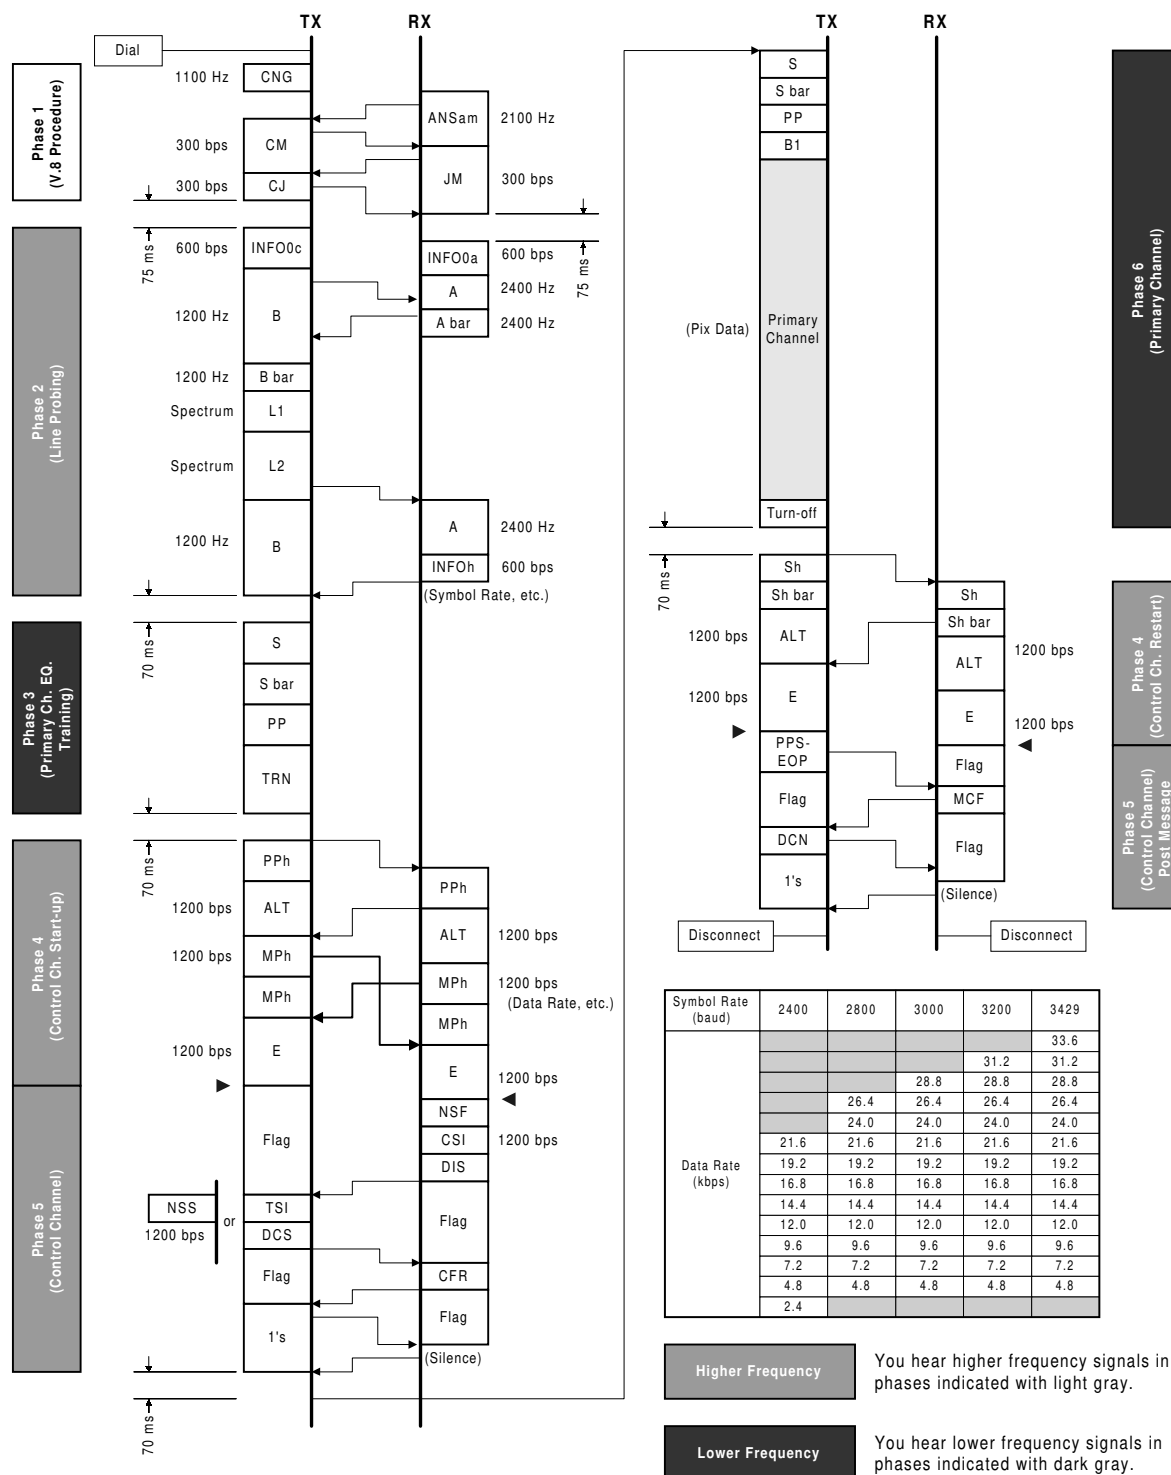 TX RX
Dial
Phase 1
(V.8 Procedure)
1100 Hz CNG
ANSam 2100 Hz
300 bps CM
JM 300 bps
300 bps CJ
75 ms
75 ms
Phase 2
(Line Probing)
600 bps INFO0c
INFO0a 600 bps
A 2400 Hz
1200 Hz B
A bar 2400 Hz
1200 Hz B bar
Spectrum L1
Spectrum L2
A 2400 Hz
1200 Hz B
INFOh 600 bps
(Symbol Rate, etc.)
70 ms
Phase 3
(Primary Ch. EQ.
Training)
S
S bar
PP
TRN
70 ms
Phase 4
(Control Ch. Start-up)
PPh
PPh
1200 bps ALT
ALT 1200 bps
1200 bps MPh
MPh 1200 bps
(Data Rate, etc.)
MPh
MPh
1200 bps E
E 1200 bps
Phase 5
(Control Channel)
NSF
Flag
CSI 1200 bps
DIS
NSS or TSI
1200 bps
DCS
Flag
Flag
CFR
Flag
1's
(Silence)
70 ms
TX RX
S
S bar
PP
B1
Phase 6
(Primary Channel)
(Pix Data) Primary
Channel
Turn-off
70 ms
Phase 4
(Control Ch. Restart)
Sh
Sh
Sh bar
Sh bar
1200 bps ALT
ALT 1200 bps
1200 bps E
E 1200 bps
Phase 5
(Control Channel)
Post Message
PPS-
EOP
Flag
Flag
MCF
DCN
Flag
1's
(Silence)
Disconnect Disconnect
Symbol Rate
(baud) 2400 2800 3000 3200 3429
Data Rate
(kbps)
33.6
31.2 31.2
28.8 28.8 28.8
26.4 26.4 26.4 26.4
24.0 24.0 24.0 24.0
21.6 21.6 21.6 21.6 21.6
19.2 19.2 19.2 19.2 19.2
16.8 16.8 16.8 16.8 16.8
14.4 14.4 14.4 14.4 14.4
12.0 12.0 12.0 12.0 12.0
9.6 9.6 9.6 9.6 9.6
7.2 7.2 7.2 7.2 7.2
4.8 4.8 4.8 4.8 4.8
2.4
Higher Frequency
You hear higher frequency signals in
phases indicated with light gray.
Lower Frequency
You hear lower frequency signals in
phases indicated with dark gray.